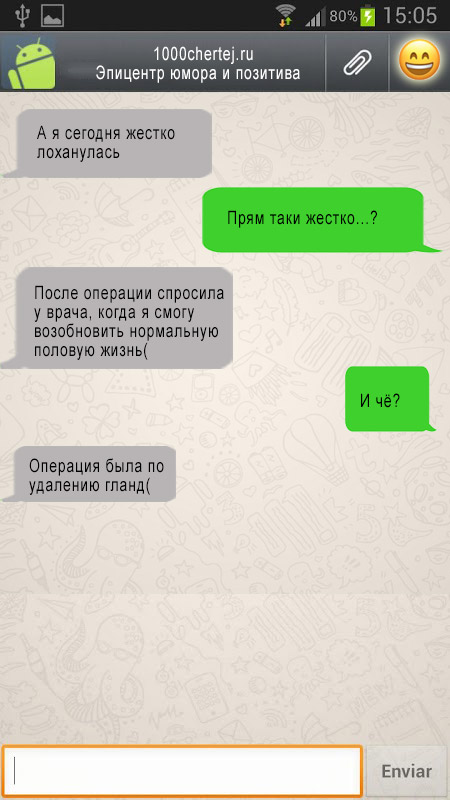 80%
15:05
1000chertej.ru
Эпицентр юмора и позитива
А я сегодня жестко
лоханулась
Прям таки жестко...?
После операции спросила
у врача, когда я смогу
возобновить нормальную
половую жизнь(
И чё?
Операция была по
удалению гланд(
Enviar